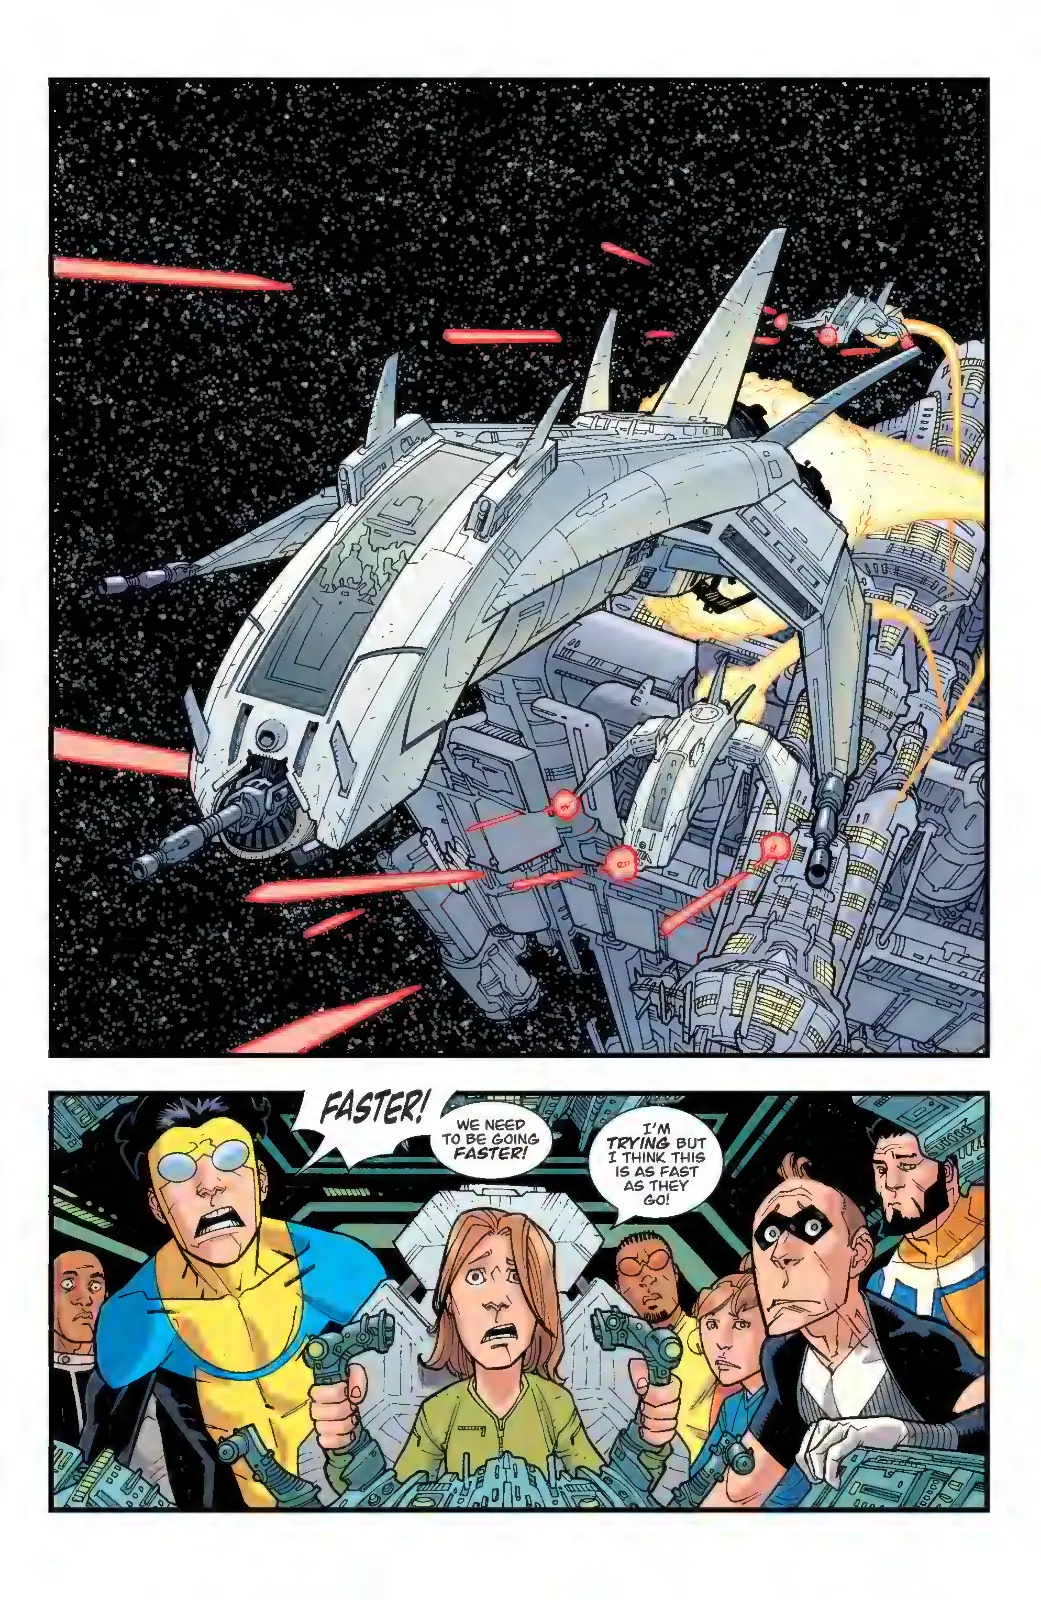 FASTER!
WE NEED
TO BE GOING
FASTER!
I'M
TRYING BUT
I THINK THIS
IS AS FAST
AS THEY
GO!